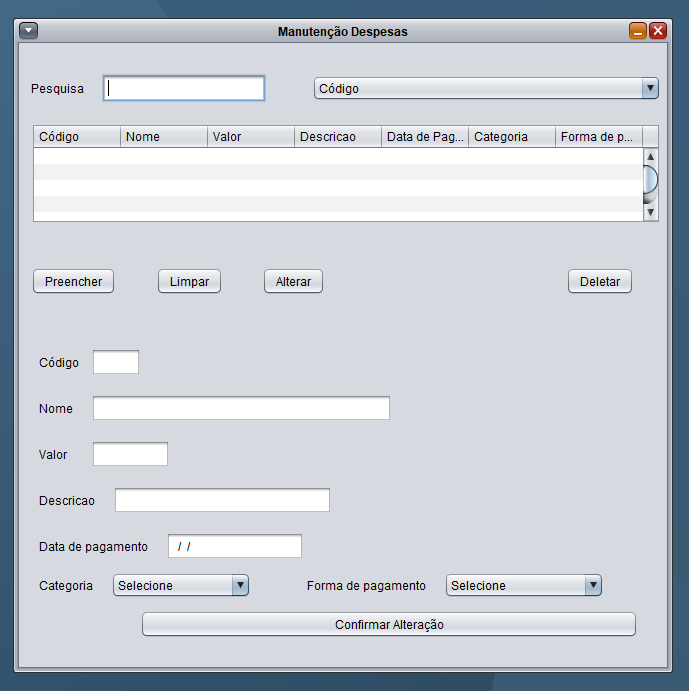 Manutenção Despesas
Pesquisa Código
Código Nome Valor Descricao Data de Pag... Categoria Forma de p...
Preencher Limpar Alterar Deletar
Código
Nome
Valor
Descricao
Data de pagamento / /
Categoria Selecione Forma de pagamento Selecione
Confirmar Alteração